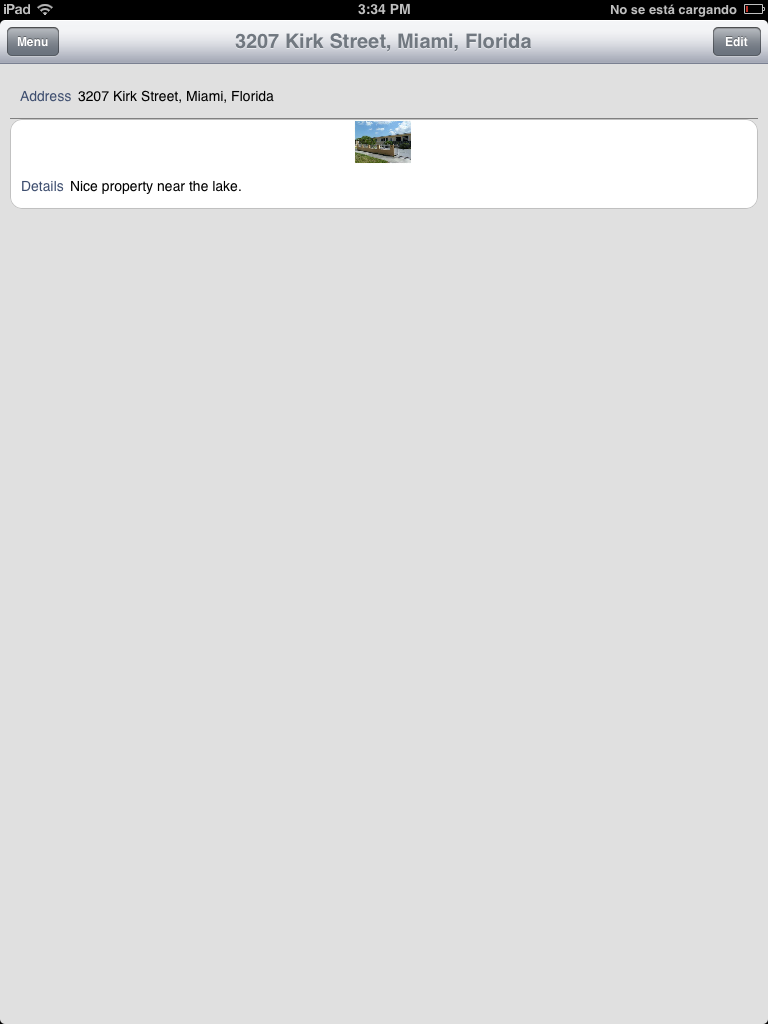 iPad 3:34 PM No se está cargando
Menu 3207 Kirk Street, Miami, Florida Edit
Address 3207 Kirk Street, Miami, Florida
Details Nice property near the lake.